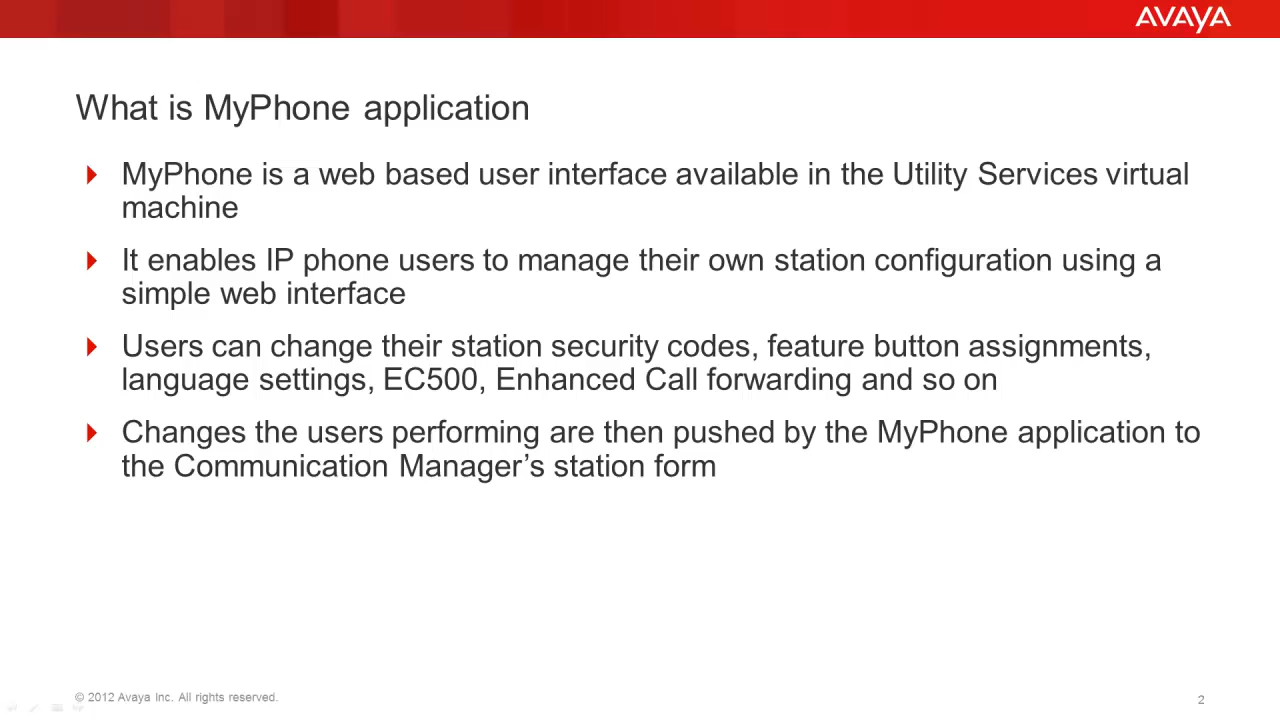 AVAYA
What is MyPhone application
MyPhone is a web based user interface available in the Utility Services virtual
machine
It enables IP phone users to manage their own station configuration using a
simple web interface
Users can change their station security codes, feature button assignments,
language settings, EC500, Enhanced Call forwarding and so on
Changes the users performing are then pushed by the MyPhone application to
the Communication Manager’s station form
© 2012 Avaya Inc. All rights reserved.
2